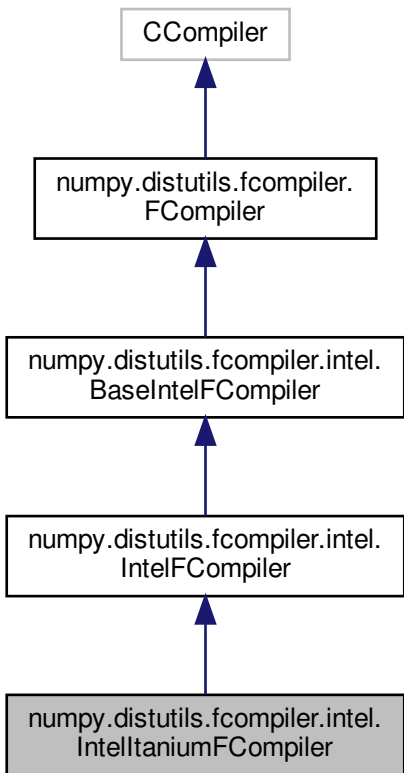 CCompiler
numpy.distutils.fcompiler.
FCompiler
numpy.distutils.fcompiler.intel.
BaseIntelFCompiler
numpy.distutils.fcompiler.intel.
IntelFCompiler
numpy.distutils.fcompiler.intel.
IntelItaniumFCompiler